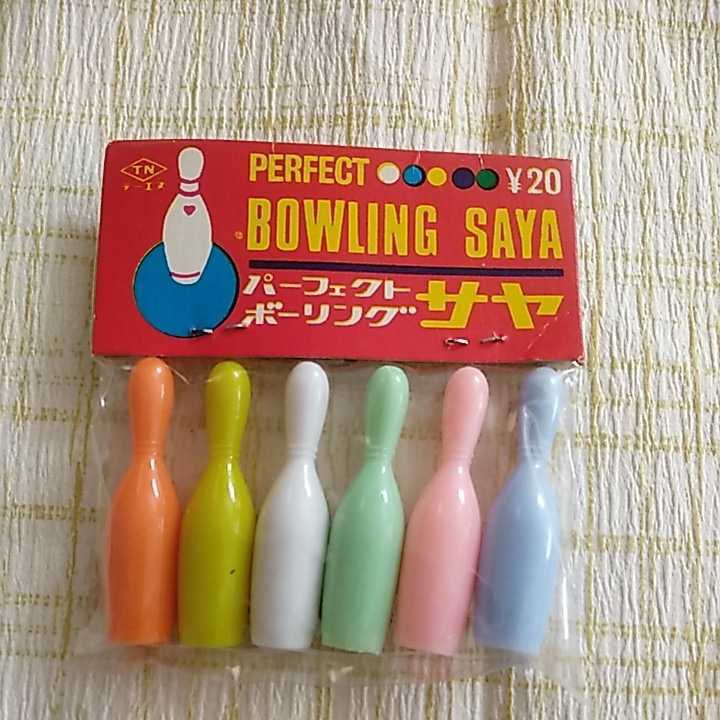 TN
テーエヌ
PERFECT ¥20
BOWLING SAYA
パーフェクト
ボーリング サヤ